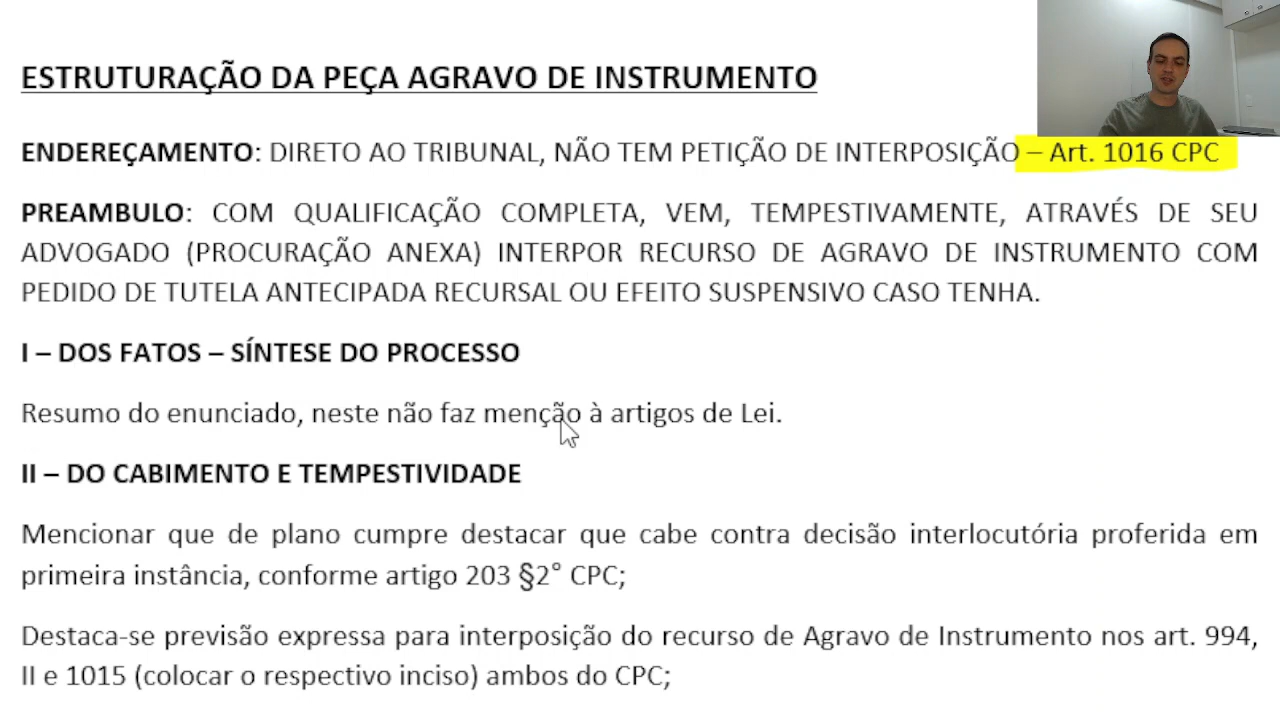 ESTRUTURAÇÃO DA PEÇA AGRAVO DE INSTRUMENTO
ENDEREÇAMENTO: DIRETO AO TRIBUNAL, NÃO TEM PETIÇÃO DE INTERPOSIÇÃO – Art. 1016 CPC
PREAMBULO: COM QUALIFICAÇÃO COMPLETA, VEM, TEMPESTIVAMENTE, ATRAVÉS DE SEU
ADVOGADO (PROCURAÇÃO ANEXA) INTERPOR RECURSO DE AGRAVO DE INSTRUMENTO COM
PEDIDO DE TUTELA ANTECIPADA RECURSAL OU EFEITO SUSPENSIVO CASO TENHA.
I – DOS FATOS – SÍNTESE DO PROCESSO
Resumo do enunciado, neste não faz menção à artigos de Lei.
II – DO CABIMENTO E TEMPESTIVIDADE
Mencionar que de plano cumpre destacar que cabe contra decisão interlocutória proferida em
primeira instância, conforme artigo 203 §2° CPC;
Destaca-se previsão expressa para interposição do recurso de Agravo de Instrumento nos art. 994,
II e 1015 (colocar o respectivo inciso) ambos do CPC;